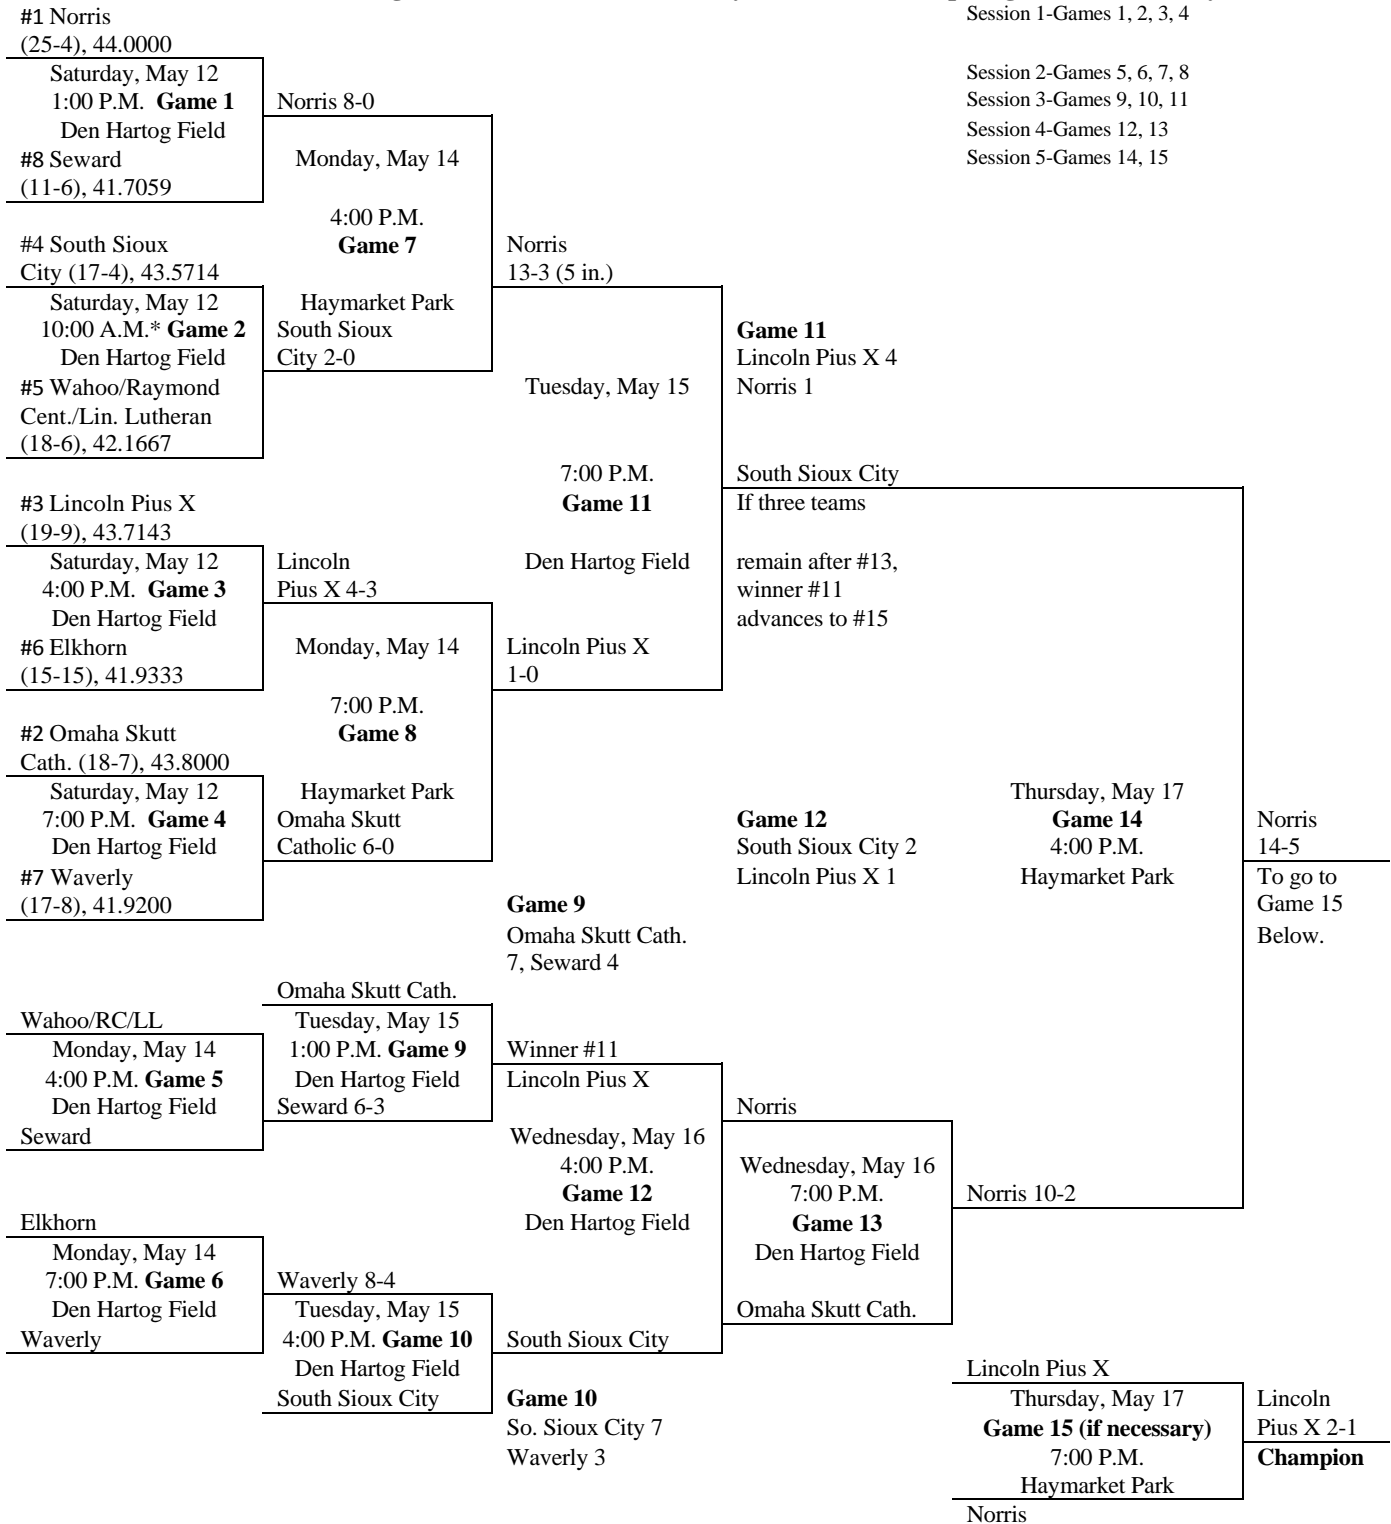 #1 Norris
(25-4), 44.0000
Saturday, May 12
1:00 P.M. Game 1
Den Hartog Field
#8 Seward
(11-6), 41.7059
#4 South Sioux
City (17-4), 43.5714
Saturday, May 12
10:00 A.M.* Game 2
Den Hartog Field
#5 Wahoo/Raymond
Cent./Lin. Lutheran
(18-6), 42.1667
#3 Lincoln Pius X
(19-9), 43.7143
Saturday, May 12
4:00 P.M. Game 3
Den Hartog Field
#6 Elkhorn
(15-15), 41.9333
#2 Omaha Skutt
Cath. (18-7), 43.8000
Saturday, May 12
7:00 P.M. Game 4
Den Hartog Field
#7 Waverly
(17-8), 41.9200
Wahoo/RC/LL
Monday, May 14
4:00 P.M. Game 5
Den Hartog Field
Seward
Elkhorn
Monday, May 14
7:00 P.M. Game 6
Den Hartog Field
Waverly
Norris 8-0
Monday, May 14
4:00 P.M.
Game 7
Haymarket Park
South Sioux
City 2-0
Lincoln
Pius X 4-3
Monday, May 14
7:00 P.M.
Game 8
Haymarket Park
Omaha Skutt
Catholic 6-0
Omaha Skutt Cath.
Tuesday, May 15
1:00 P.M. Game 9
Den Hartog Field
Seward 6-3
Waverly 8-4
Tuesday, May 15
4:00 P.M. Game 10
Den Hartog Field
South Sioux City
Norris
13-3 (5 in.)
Tuesday, May 15
7:00 P.M.
Game 11
Den Hartog Field
Lincoln Pius X
1-0
Game 9
Omaha Skutt Cath.
7, Seward 4
Winner #11
Lincoln Pius X
Wednesday, May 16
4:00 P.M.
Game 12
Den Hartog Field
South Sioux City
Game 10
So. Sioux City 7
Waverly 3
Game 11
Lincoln Pius X 4
Norris 1
South Sioux City
If three teams
remain after #13,
winner #11
advances to #15
Game 12
South Sioux City 2
Lincoln Pius X 1
Norris
Wednesday, May 16
7:00 P.M.
Game 13
Den Hartog Field
Omaha Skutt Cath.
Session 1-Games 1, 2, 3, 4
Session 2-Games 5, 6, 7, 8
Session 3-Games 9, 10, 11
Session 4-Games 12, 13
Session 5-Games 14, 15
Thursday, May 17
Game 14
4:00 P.M.
Haymarket Park
Norris 10-2
Norris
14-5
To go to
Game 15
Below.
Lincoln Pius X
Thursday, May 17
Game 15 (if necessary)
7:00 P.M.
Haymarket Park
Norris
Lincoln
Pius X 2-1
Champion